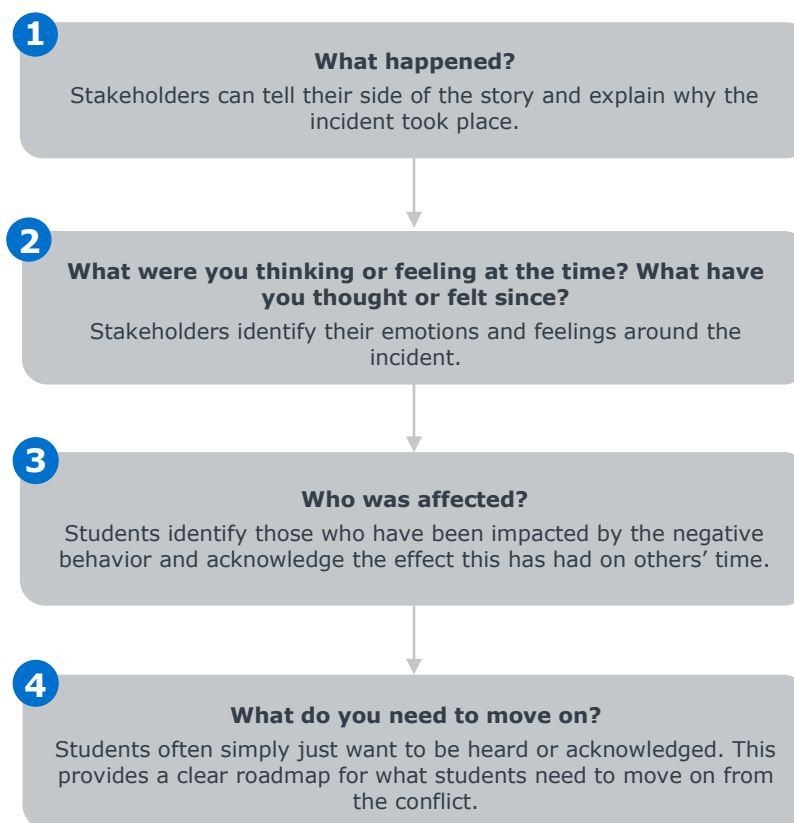 1
What happened?
Stakeholders can tell their side of the story and explain why the
incident took place.
2
What were you thinking or feeling at the time? What have
you thought or felt since?
Stakeholders identify their emotions and feelings around the
incident.
3
Who was affected?
Students identify those who have been impacted by the negative
behavior and acknowledge the effect this has had on others’ time.
4
What do you need to move on?
Students often simply just want to be heard or acknowledged. This
provides a clear roadmap for what students need to move on from
the conflict.